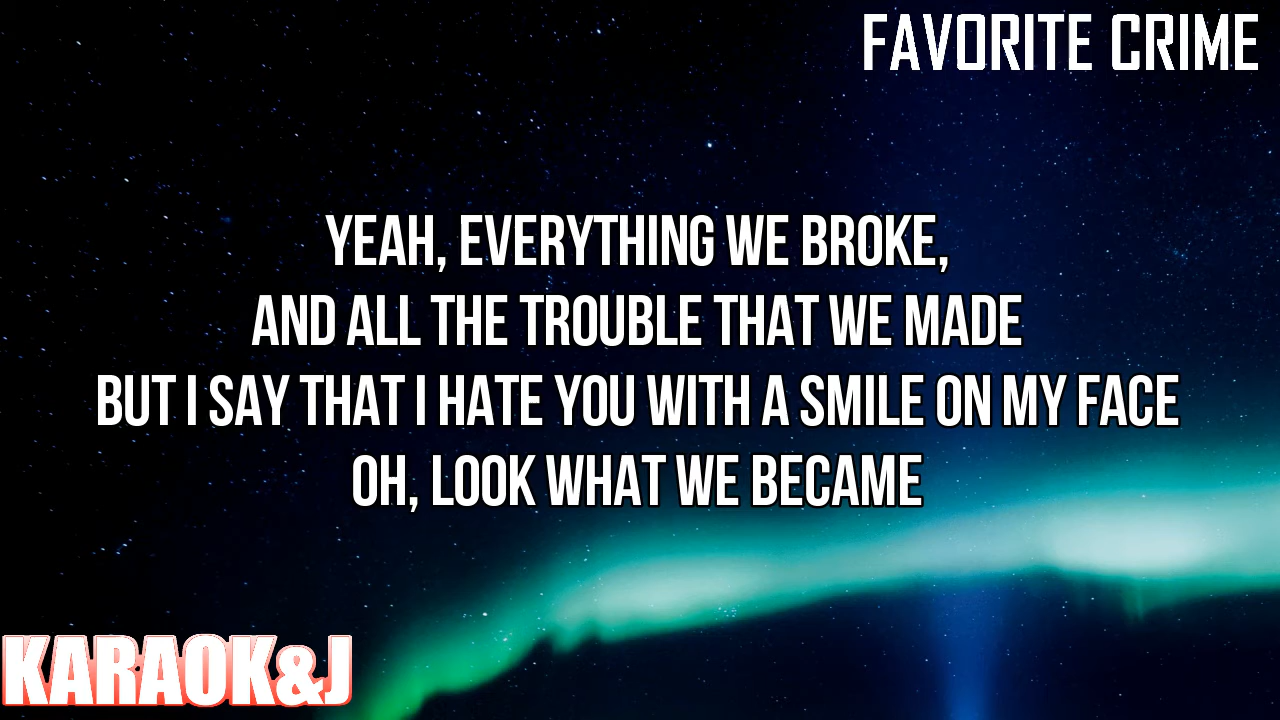 FAVORITE CRIME
YEAH, EVERYTHING WE BROKE,
AND ALL THE TROUBLE THAT WE MADE
BUT I SAY THAT I HATE YOU WITH A SMILE ON MY FACE
OH, LOOK WHAT WE BECAME
KARAOK&J